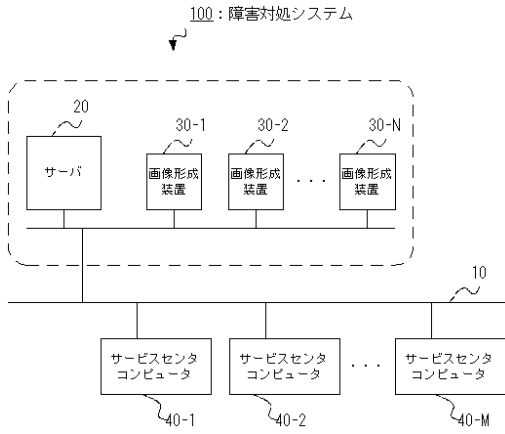 100：障害対処システム
20
30-1
30-2
30-N
サーバ
画像形成
装置
画像形成
装置
...
画像形成
装置
10
サービスセンタ
コンピュータ
サービスセンタ
コンピュータ
...
サービスセンタ
コンピュータ
40-1
40-2
40-M